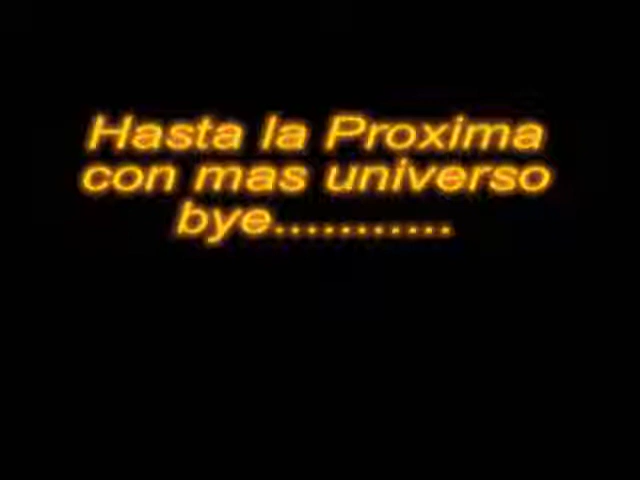 Hasta la Proxima
con mas universo
bye...........